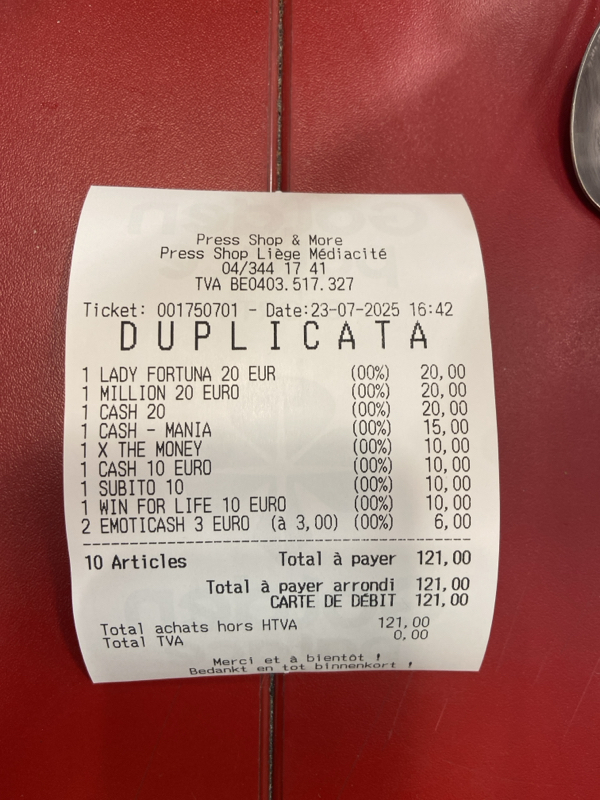 Press Shop & More
Press Shop Liège Médiacité
04/344 17 41
TVA BE0403.517.327
Ticket: 001750701 - Date:23-07-2025 16:42
DUPLICATA
1 LADY FORTUNA 20 EUR (00%) 20,00
1 MILLION 20 EURO (00%) 20,00
1 CASH 20 (00%) 20,00
1 CASH - MANIA (00%) 15,00
1 X THE MONEY (00%) 10,00
1 CASH 10 EURO (00%) 10,00
1 SUBITO 10 (00%) 10,00
1 WIN FOR LIFE 10 EURO (00%) 10,00
2 EMOTICASH 3 EURO (à 3,00) (00%) 6,00
10 Articles Total à payer 121,00
Total à payer arrondi 121,00
CARTE DE DÉBIT 121,00
Total achats hors HTVA 121,00
Total TVA 0,00
Merci et à bientôt !
Bedankt en tot binnenkort !